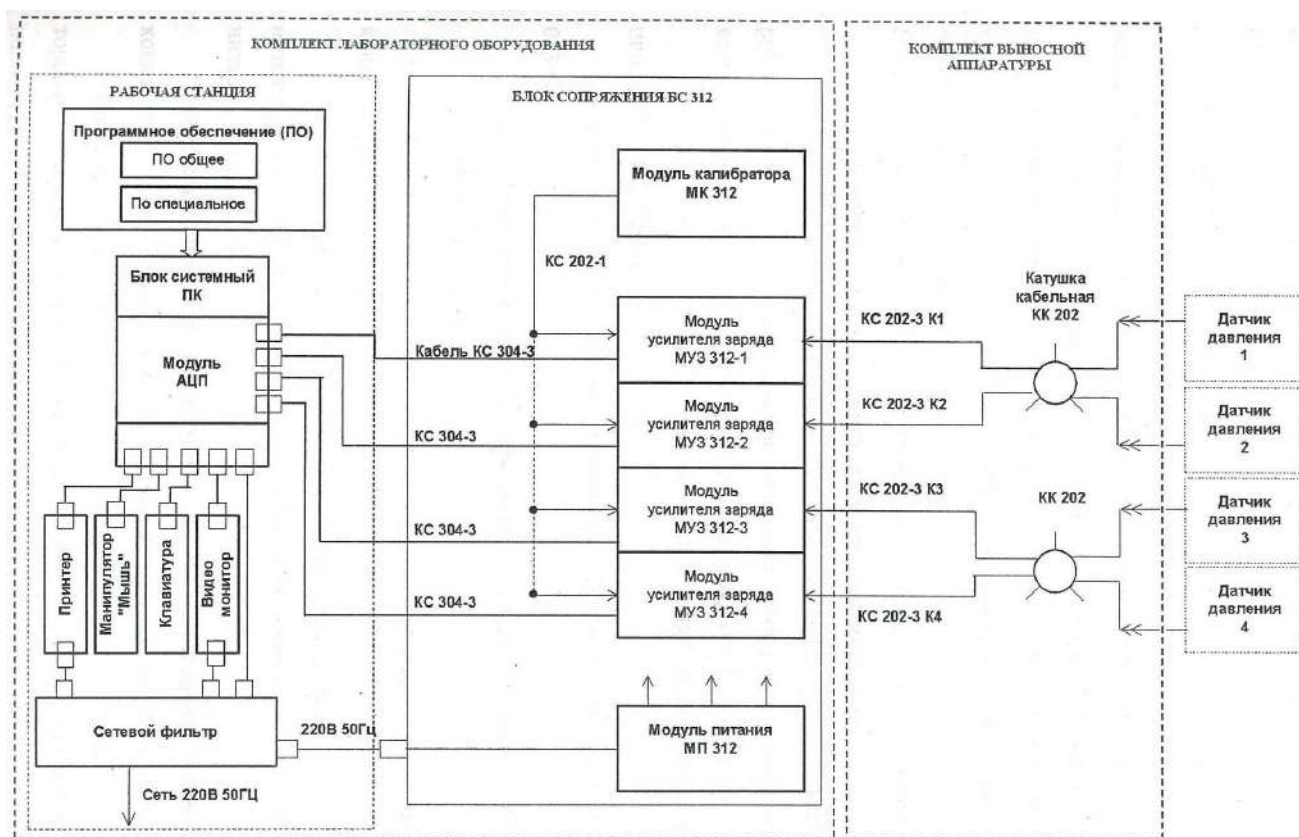 КОМПЛЕКТ ЛАБОРАТОРНОГО ОБОРУДОВАНИЯ
КОМПЛЕКТ ВЫНОСНОЙ
АППАРАТУРЫ
РАБОЧАЯ СТАНЦИЯ
Программное обеспечение (ПО)
ПО общее
По специальное
Блок системный
ПК
Модуль
АЦП
Принтер
Манипулятор
"Мышь"
Клавиатура
Видео
монитор
Сетевой фильтр
Сеть 220В 50ГЦ
220В 50Гц
БЛОК СОПРЯЖЕНИЯ БС 312
Модуль калибратора
МК 312
КС 202-1
Кабель КС 304-3
КС 304-3
КС 304-3
КС 304-3
Модуль
усилителя заряда
МУЗ 312-1
Модуль
усилителя заряда
МУЗ 312-2
Модуль
усилителя заряда
МУЗ 312-3
Модуль
усилителя заряда
МУЗ 312-4
Модуль питания
МП 312
КС 202-3 К1
КС 202-3 К2
КС 202-3 К3
КС 202-3 К4
Катушка
кабельная
КК 202
КК 202
Датчик
давления
1
Датчик
давления
2
Датчик
давления
3
Датчик
давления
4